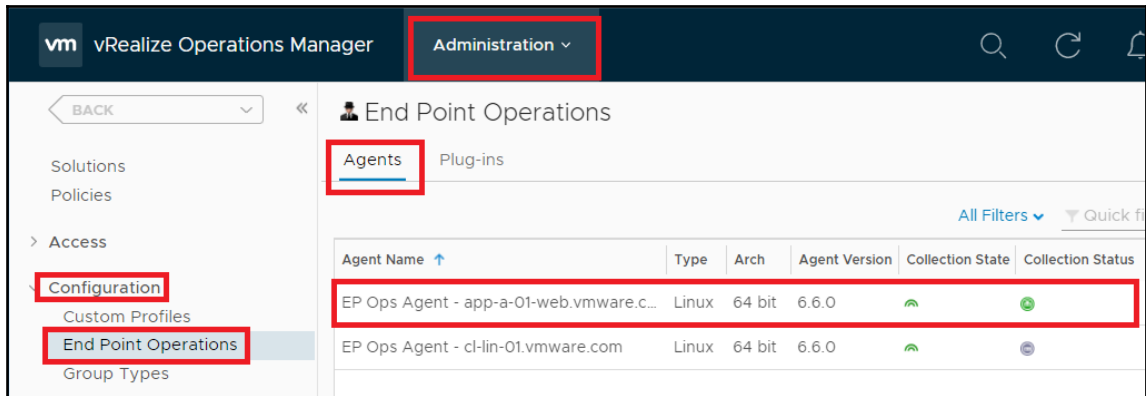 vm vRealize Operations Manager Administration
BACK
End Point Operations
Agents Plug-ins
Solutions
Policies
Access
Configuration
Custom Profiles
End Point Operations
Group Types
All Filters Quick fi
Agent Name Type Arch Agent Version Collection State Collection Status
EP Ops Agent - app-a-01-web.vmware.c... Linux 64 bit 6.6.0
EP Ops Agent - cl-lin-01.vmware.com Linux 64 bit 6.6.0